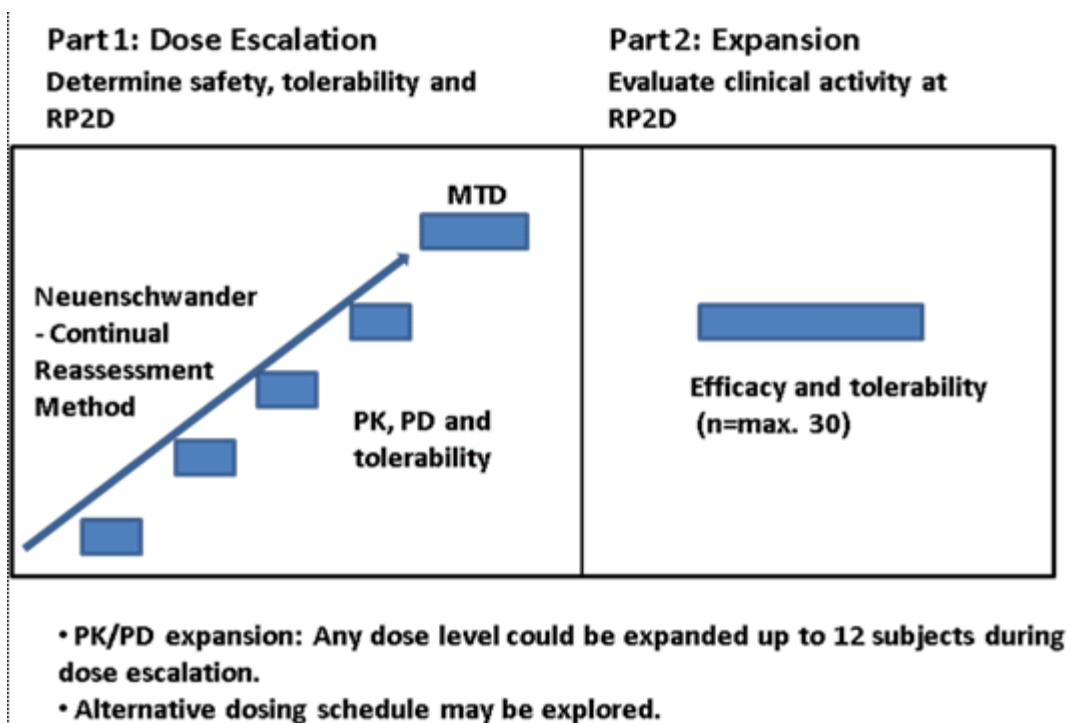 Part 1: Dose Escalation
Determine safety, tolerability and
RP2D
Part 2: Expansion
Evaluate clinical activity at
RP2D
MTD
Neuenschwander
- Continual
Reassessment
Method
PK, PD and
tolerability
Efficacy and tolerability
(n=max. 30)
• PK/PD expansion: Any dose level could be expanded up to 12 subjects during
dose escalation.
• Alternative dosing schedule may be explored.